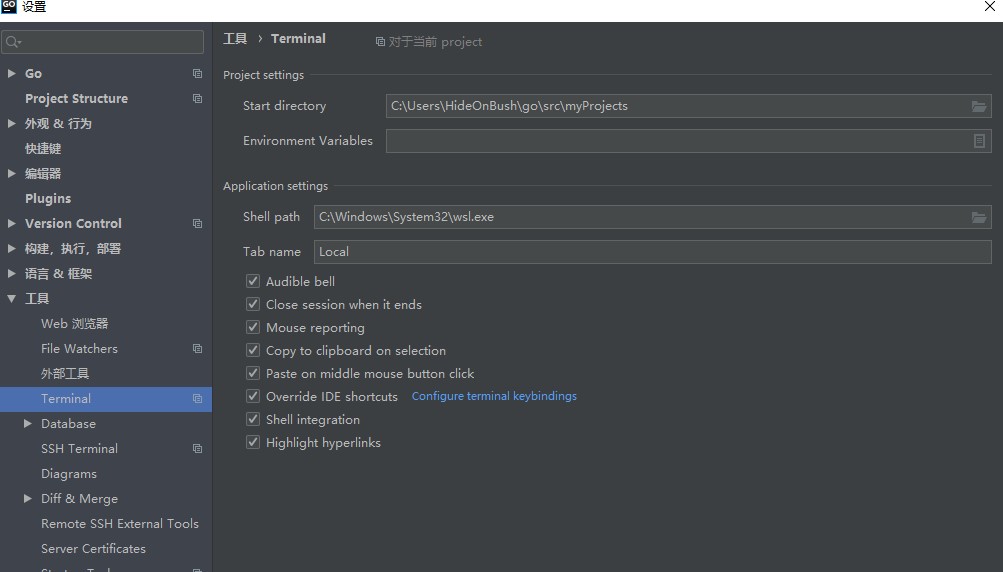 GO 设置
工具 › Terminal 对于当前 project
Go
Project Structure
外观 & 行为
快捷键
编辑器
Plugins
Version Control
构建，执行，部署
语言 & 框架
工具
Web 浏览器
File Watchers
外部工具
Terminal
Database
SSH Terminal
Diagrams
Diff & Merge
Remote SSH External Tools
Server Certificates
Project settings
Start directory C:\Users\HideOnBush\go\src\myProjects
Environment Variables
Application settings
Shell path C:\Windows\System32\wsl.exe
Tab name Local
Audible bell
Close session when it ends
Mouse reporting
Copy to clipboard on selection
Paste on middle mouse button click
Override IDE shortcuts Configure terminal keybindings
Shell integration
Highlight hyperlinks